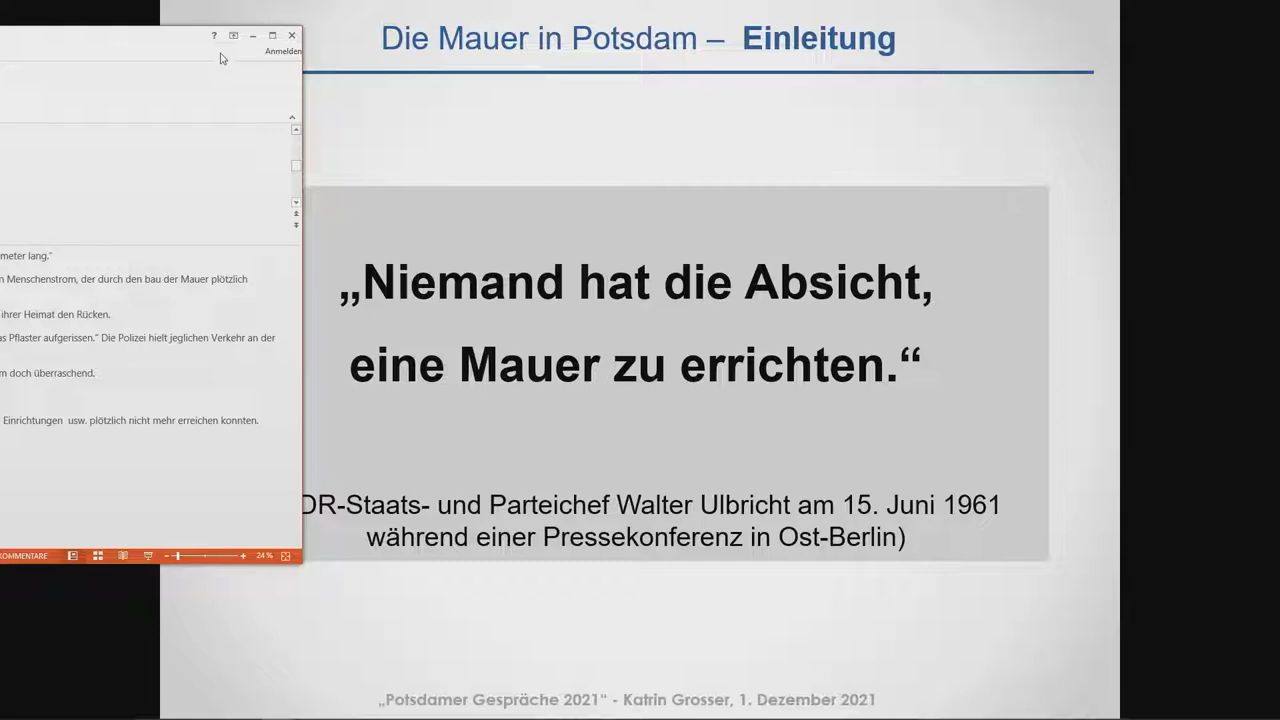 Die Mauer in Potsdam – Einleitung
?
Anmelden
meter lang."
n Menschenstrom, der durch den bau der Mauer plötzlich
ihrer Heimat den Rücken.
as Pflaster aufgerissen." Die Polizei hielt jeglichen Verkehr an der
m doch überraschend.
Einrichtungen usw. plötzlich nicht mehr erreichen konnten.
KOMMENTARE
24 %
„Niemand hat die Absicht,
eine Mauer zu errichten.“
DR-Staats- und Parteichef Walter Ulbricht am 15. Juni 1961
während einer Pressekonferenz in Ost-Berlin)
„Potsdamer Gespräche 2021“ - Katrin Grosser, 1. Dezember 2021